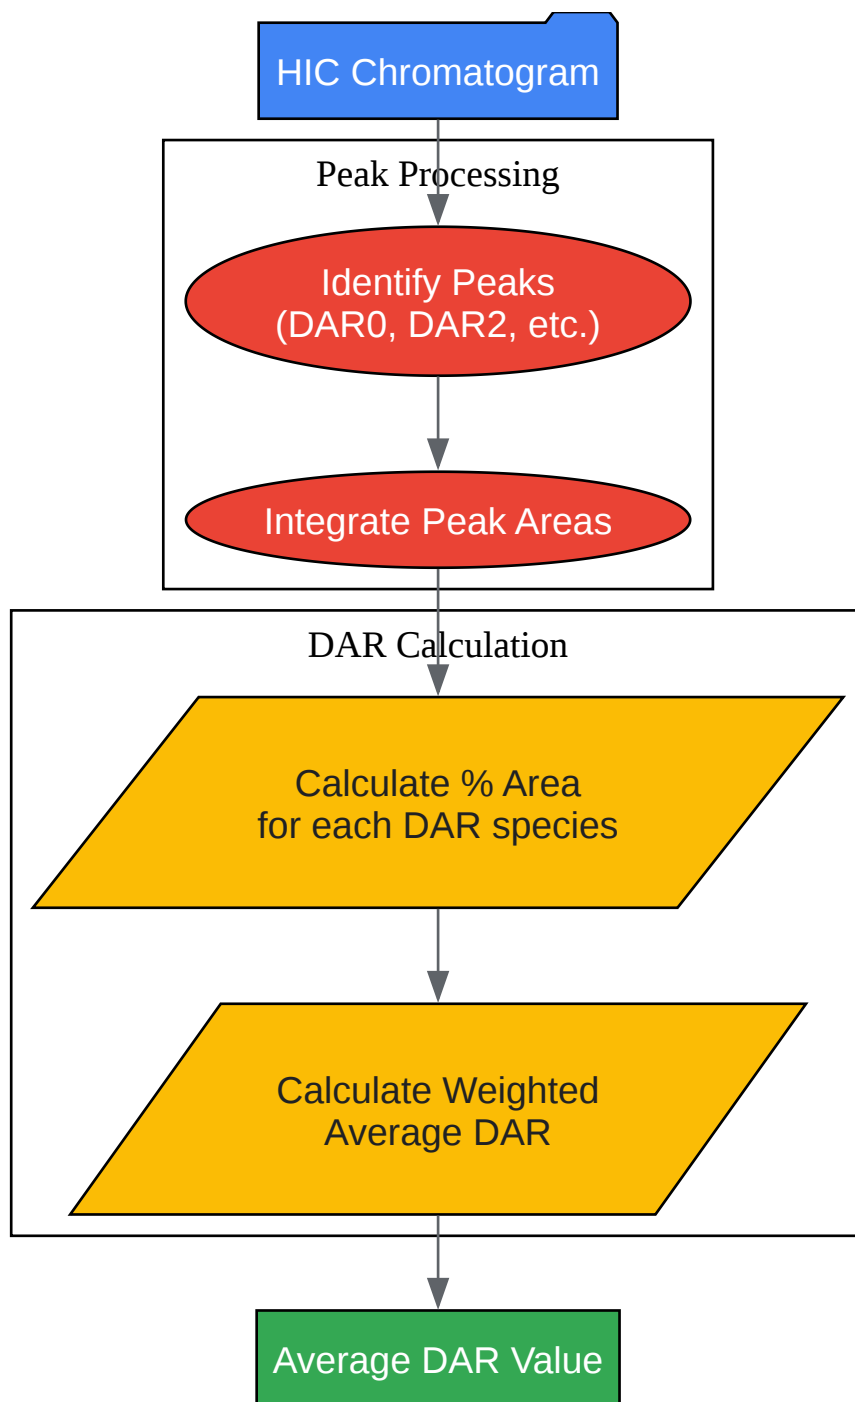 HIC Chromatogram
Peak Processing
Identify Peaks
(DAR0, DAR2, etc.)
Integrate Peak Areas
DAR Calculation
Calculate % Area
for each DAR species
Calculate Weighted
Average DAR
Average DAR Value